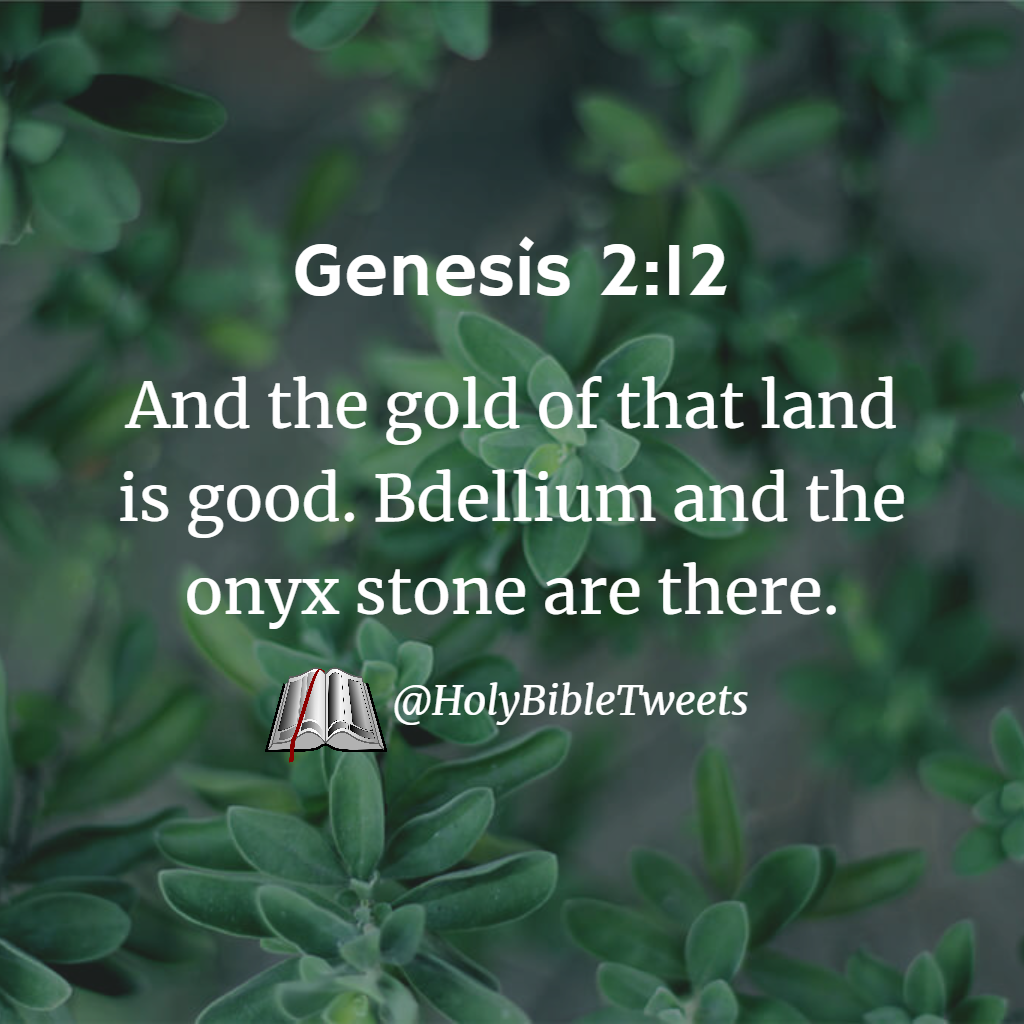 Genesis 2:12
And the gold of that land
is good. Bdellium and the
onyx stone are there.
@HolyBibleTweets